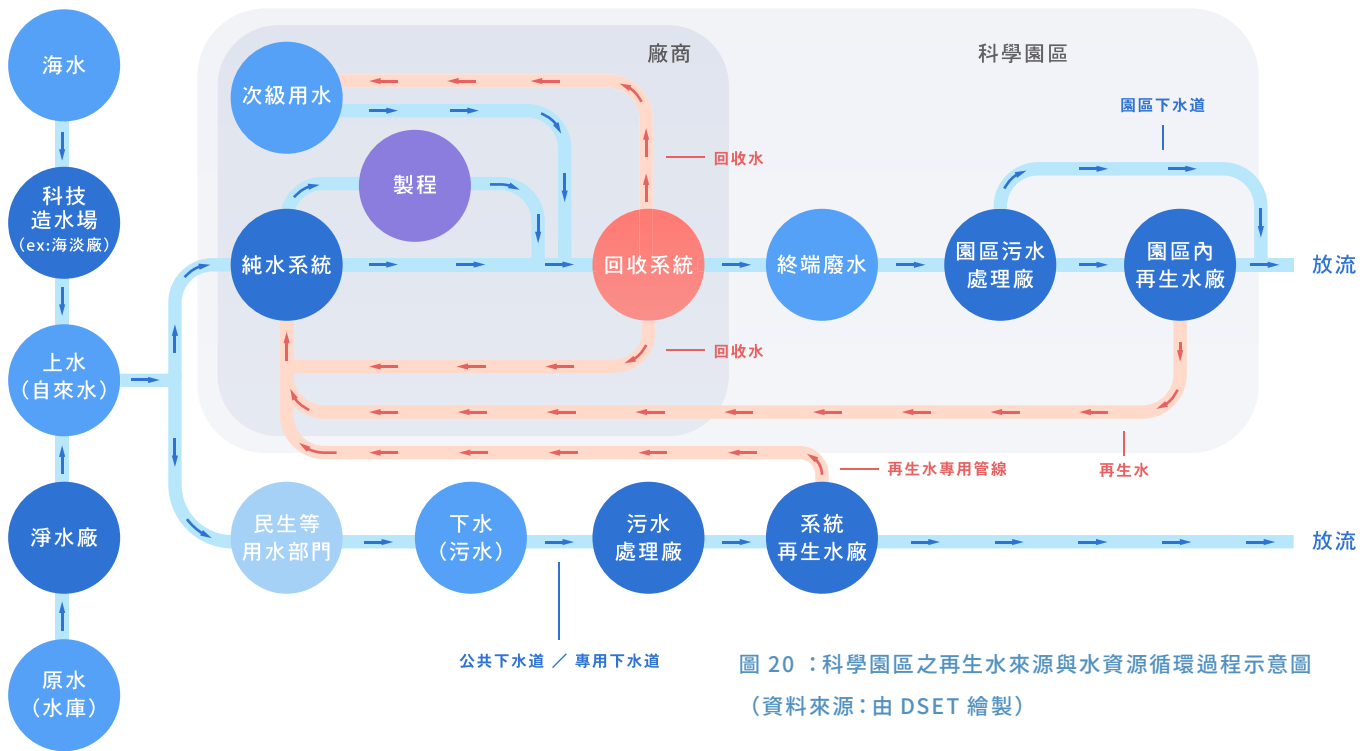 海水
科技
造水場
（ex:海淡廠）
上水
（自來水）
淨水廠
原水
（水庫）
廠商
科學園區
次級用水
製程
純水系統
回收系統
回收水
回收水
終端廢水
園區污水
處理廠
園區內
再生水廠
園區下水道
放流
再生水
再生水專用管線
民生等
用水部門
下水
（污水）
污水
處理廠
系統
再生水廠
放流
公共下水道 ／ 專用下水道
圖 20 ：科學園區之再生水來源與水資源循環過程示意圖
（資料來源：由 DSET 繪製）